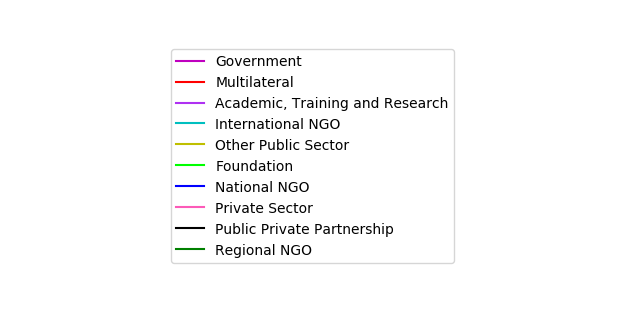 Government
Multilateral
Academic, Training and Research
International NGO
Other Public Sector
Foundation
National NGO
Private Sector
Public Private Partnership
Regional NGO